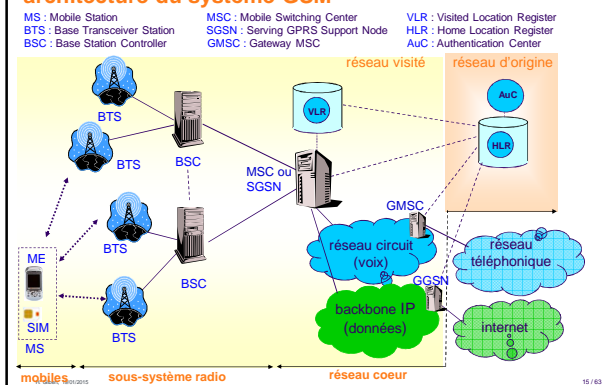 architecture du système GSM
MS : Mobile Station
BTS : Base Transceiver Station
BSC : Base Station Controller
MSC : Mobile Switching Center
SGSN : Serving GPRS Support Node
GMSC : Gateway MSC
VLR : Visited Location Register
HLR : Home Location Register
AuC : Authentication Center
réseau visité
réseau d'origine
BTS
BTS
BTS
BTS
BSC
BSC
VLR
AuC
HLR
MSC ou
SGSN
GMSC
réseau circuit
(voix)
réseau
téléphonique
GGSN
backbone IP
(données)
internet
ME
SIM
MS
mobiles
sous-système radio
réseau coeur
19/01/2015
15 / 63